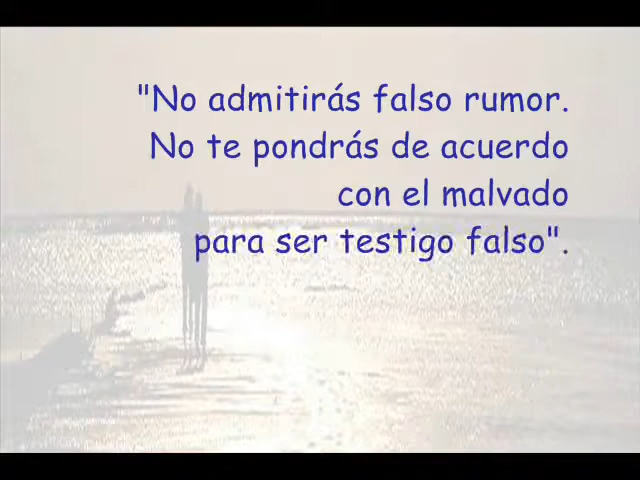 "No admitirás falso rumor.
No te pondrás de acuerdo
con el malvado
para ser testigo falso".